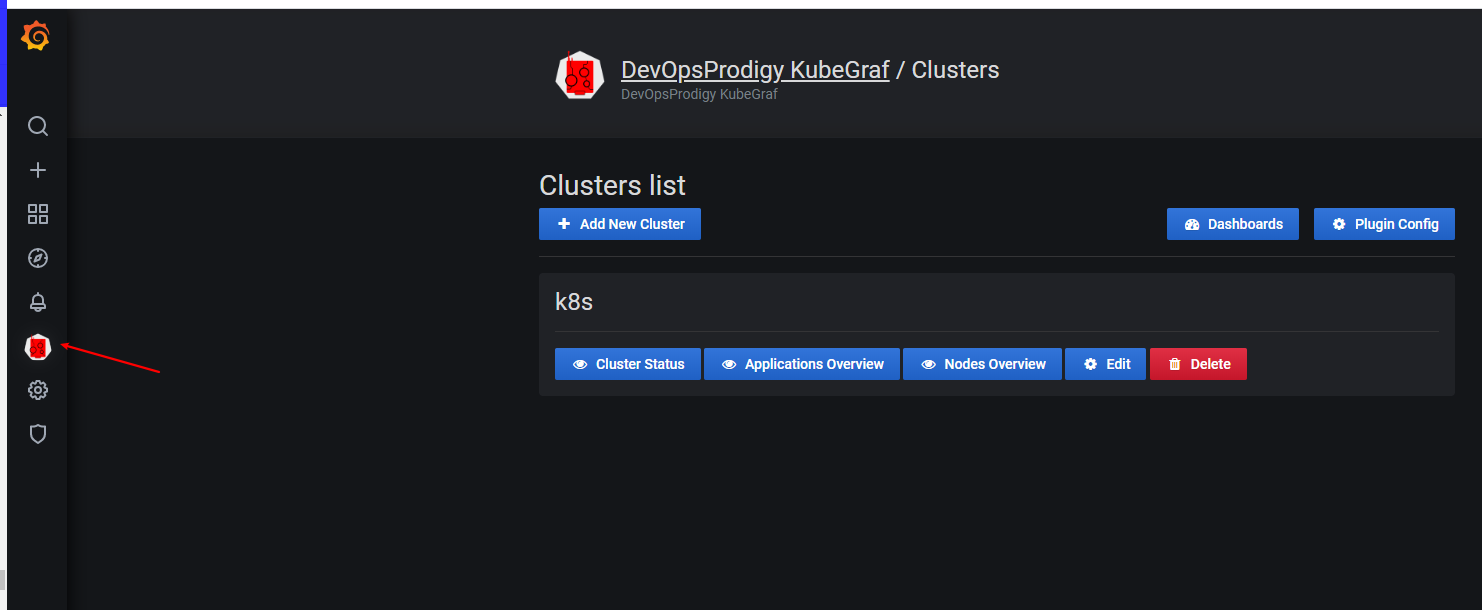 DevOpsProdigy KubeGraf / Clusters
DevOpsProdigy KubeGraf
Clusters list
Add New Cluster
Dashboards
Plugin Config
k8s
Cluster Status
Applications Overview
Nodes Overview
Edit
Delete